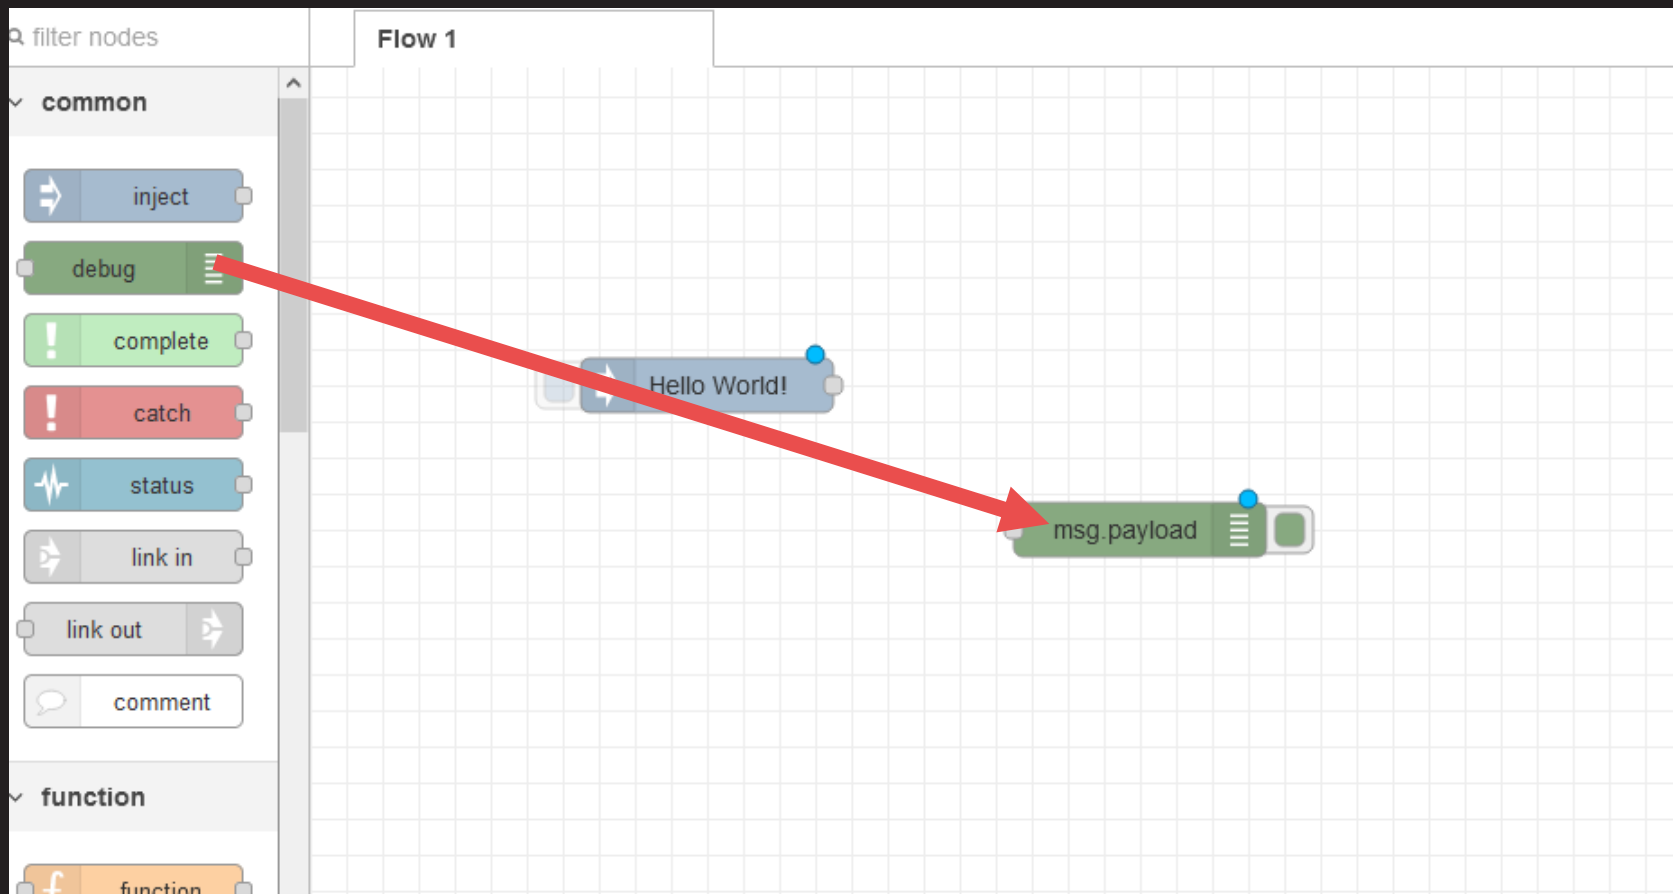 filter nodes
Flow 1
common
inject
debug
complete
catch
status
link in
link out
comment
function
function
Hello World!
msg.payload